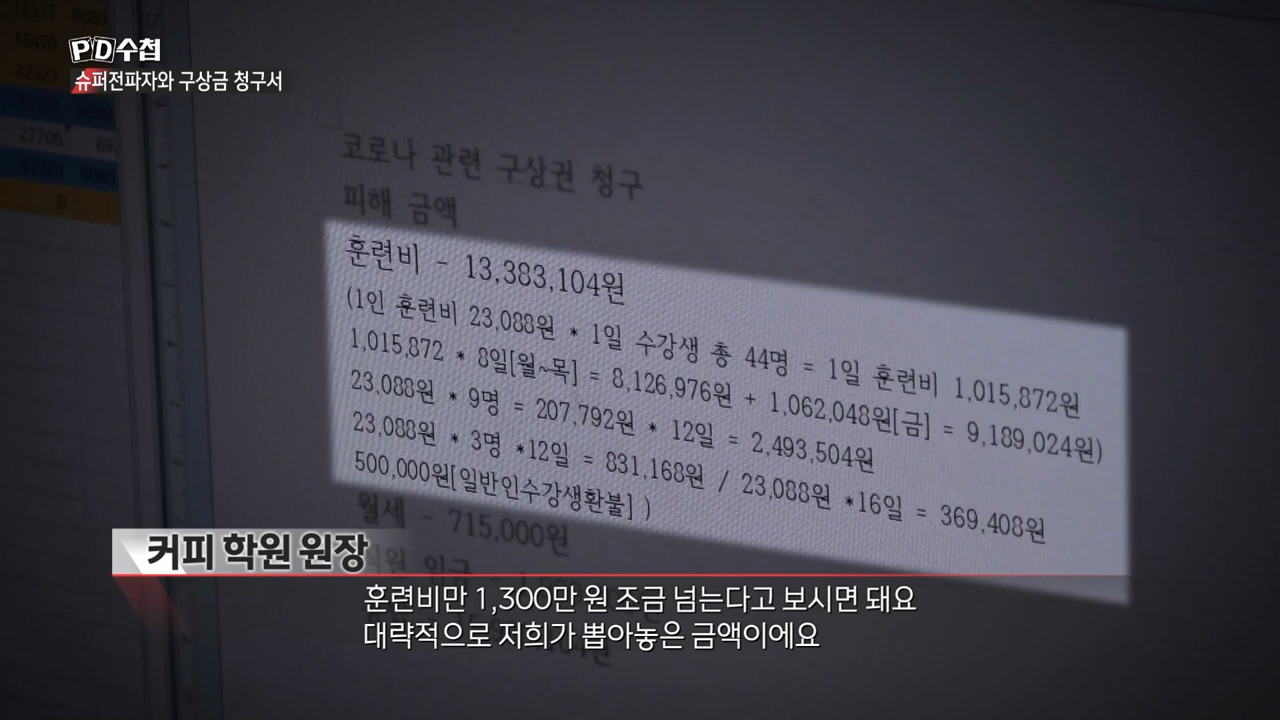 PD수첩
슈퍼전파자와 구상금 청구서
코로나 관련 구상권 청구
피해 금액
훈련비 - 13,383,104원
(1인 훈련비 23,088원 * 1일 수강생 총 44명 = 1일 훈련비 1,015,872원
1,015,872 * 8일[월~목] = 8,126,976원 + 1,062,048원[금] = 9,189,024원)
23,088원 * 9명 = 207,792원 * 12일 = 2,493,504원
23,088원 * 3명 *12일 = 831,168원 / 23,088원 *16일 = 369,408원
500,000원[일반인수강생환불] )
월세 - 715,000원
커피 학원 원장
훈련비만 1,300만 원 조금 넘는다고 보시면 돼요
대략적으로 저희가 뽑아놓은 금액이에요
32323 8080
18470
32323
27706
0